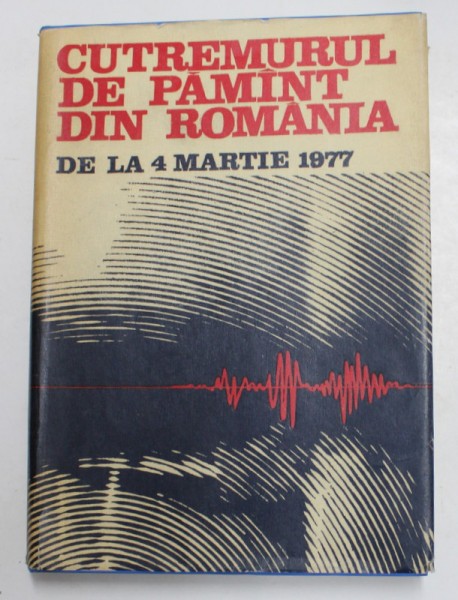 CUTREMURUL
DE PĂMÎNT
DIN ROMÂNIA
DE LA 4 MARTIE 1977